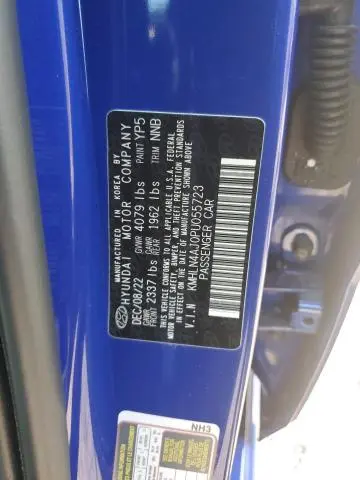 MANUFACTURED IN KOREA BY
HYUNDAI MOTOR COMPANY
DEC/08/22 GVWR 4079 lbs PAINT YP5
GAWR FRONT 2337 lbs GAWR REAR 1962 lbs TRIM NNB
THIS VEHICLE CONFORMS TO ALL APPLICABLE U.S.A. FEDERAL
MOTOR VEHICLE SAFETY, BUMPER, AND THEFT PREVENTION STANDARDS
IN EFFECT ON THE DATE OF MANUFACTURE SHOWN ABOVE
V.I.N KMHLN4AJ0PU055723
PASSENGER CAR
NH3